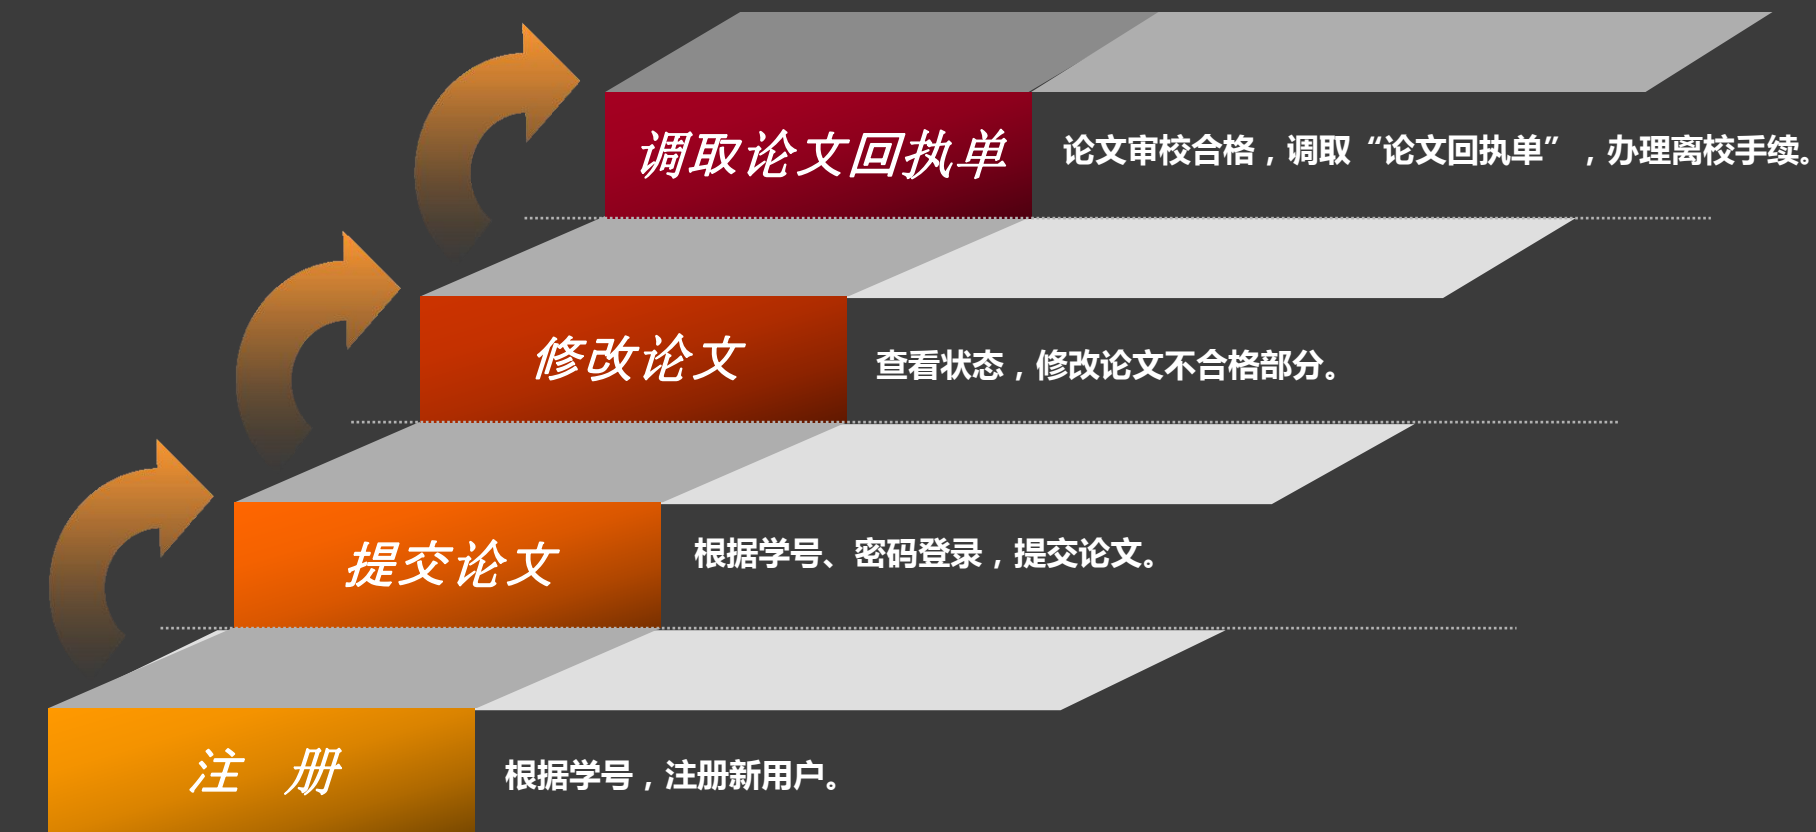 调取论文回执单
论文审校合格，调取“论文回执单”，办理离校手续。
修改论文
查看状态，修改论文不合格部分。
提交论文
根据学号、密码登录，提交论文。
注 册
根据学号，注册新用户。